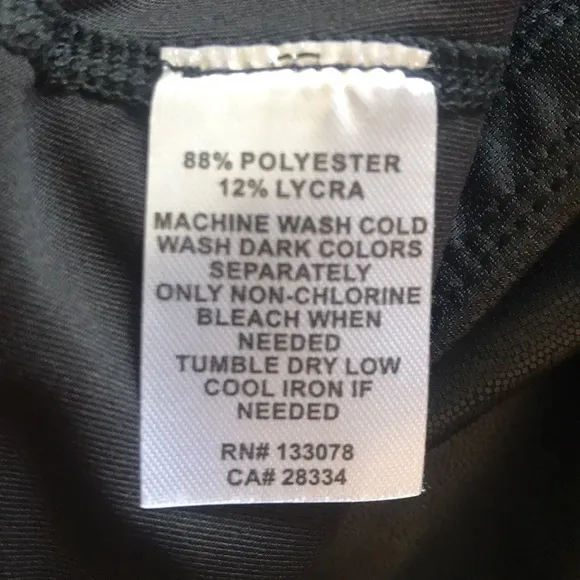 88% POLYESTER
12% LYCRA
MACHINE WASH COLD
WASH DARK COLORS
SEPARATELY
ONLY NON-CHLORINE
BLEACH WHEN
NEEDED
TUMBLE DRY LOW
COOL IRON IF
NEEDED
RN# 133078
CA# 28334